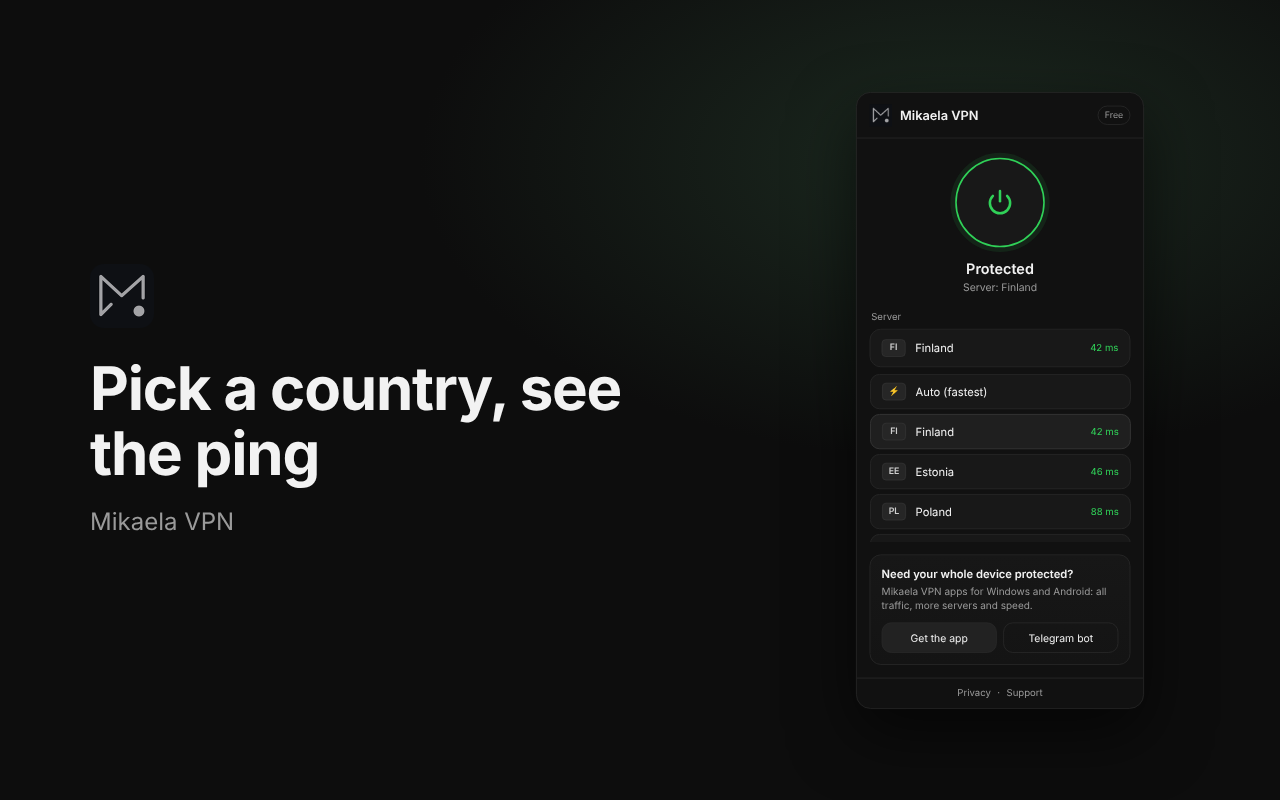 Pick a country, see
the ping
Mikaela VPN
Mikaela VPN
Free
Protected
Server: Finland
Server
FI Finland 42 ms
⚡ Auto (fastest)
FI Finland 42 ms
EE Estonia 46 ms
PL Poland 88 ms
Need your whole device protected?
Mikaela VPN apps for Windows and Android: all
traffic, more servers and speed.
Get the app Telegram bot
Privacy · Support